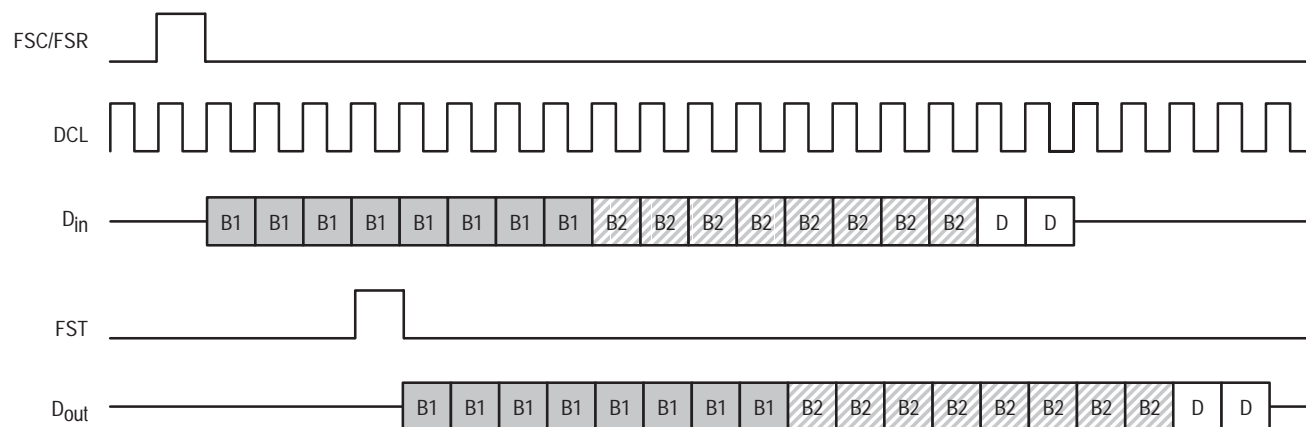 FSC/FSR
DCL
Din B1 B1 B1 B1 B1 B1 B1 B1 B2 B2 B2 B2 B2 B2 B2 B2 D D
FST
Dout B1 B1 B1 B1 B1 B1 B1 B1 B2 B2 B2 B2 B2 B2 B2 B2 D D